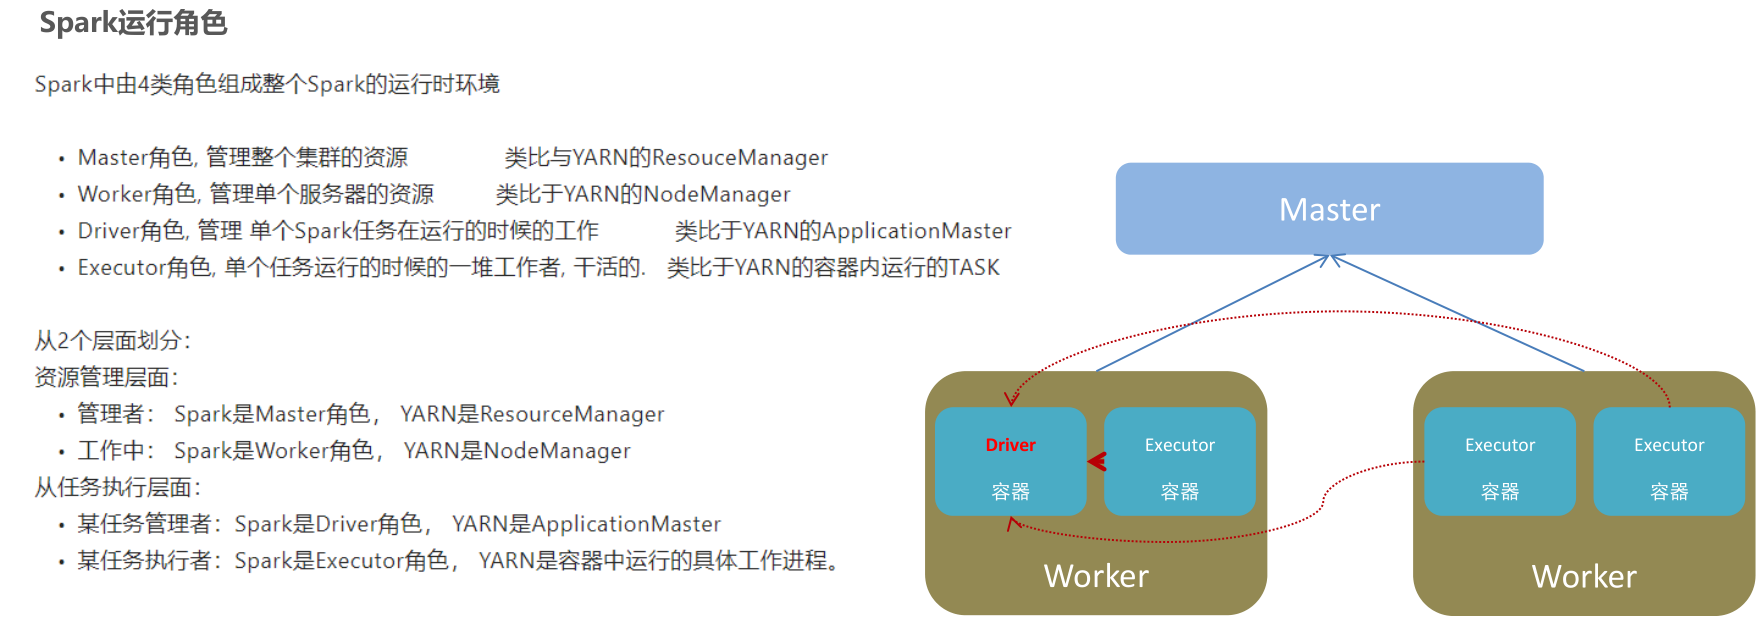 Spark运行角色
Spark中由4类角色组成整个Spark的运行时环境
• Master角色, 管理整个集群的资源 类比与YARN的ResouceManager
• Worker角色, 管理单个服务器的资源 类比于YARN的NodeManager
• Driver角色, 管理 单个Spark任务在运行的时候的工作 类比于YARN的ApplicationMaster
• Executor角色, 单个任务运行的时候的一堆工作者, 干活的. 类比于YARN的容器内运行的TASK
从2个层面划分：
资源管理层面：
• 管理者： Spark是Master角色， YARN是ResourceManager
• 工作中： Spark是Worker角色， YARN是NodeManager
从任务执行层面：
• 某任务管理者：Spark是Driver角色， YARN是ApplicationMaster
• 某任务执行者：Spark是Executor角色， YARN是容器中运行的具体工作进程。
Master
Driver
容器
Executor
容器
Worker
Executor
容器
Executor
容器
Worker